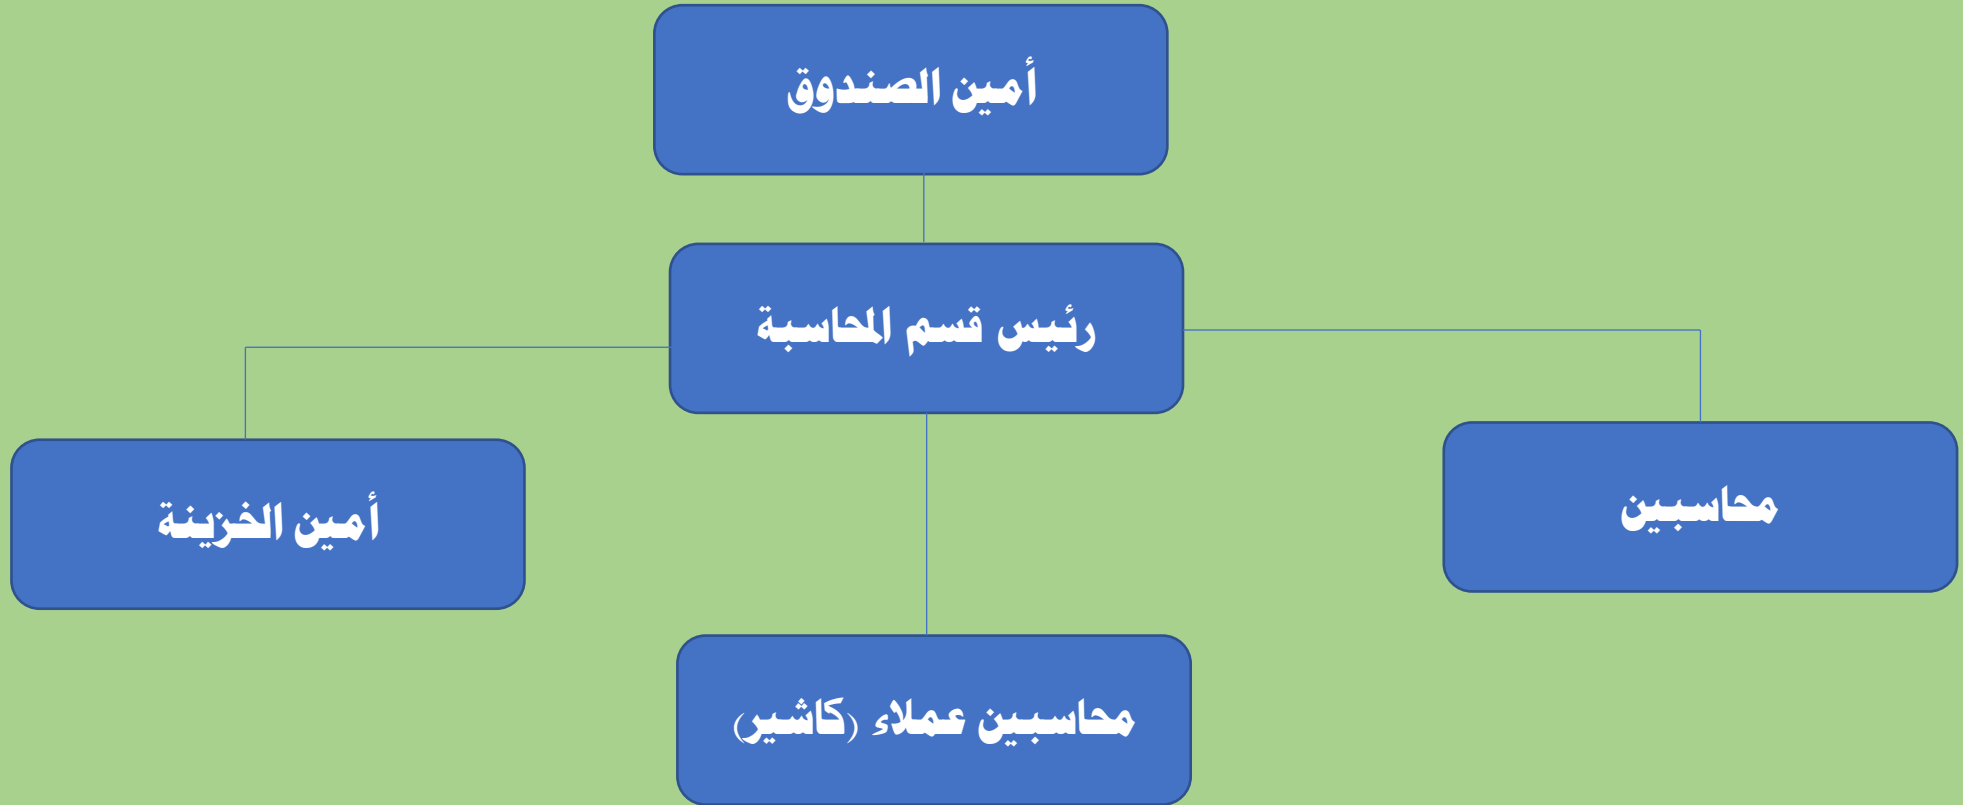 أمين الصندوق
رئيس قسم المحاسبة
محاسبين
أمين الخزينة
محاسبين عملاء (كاشير)